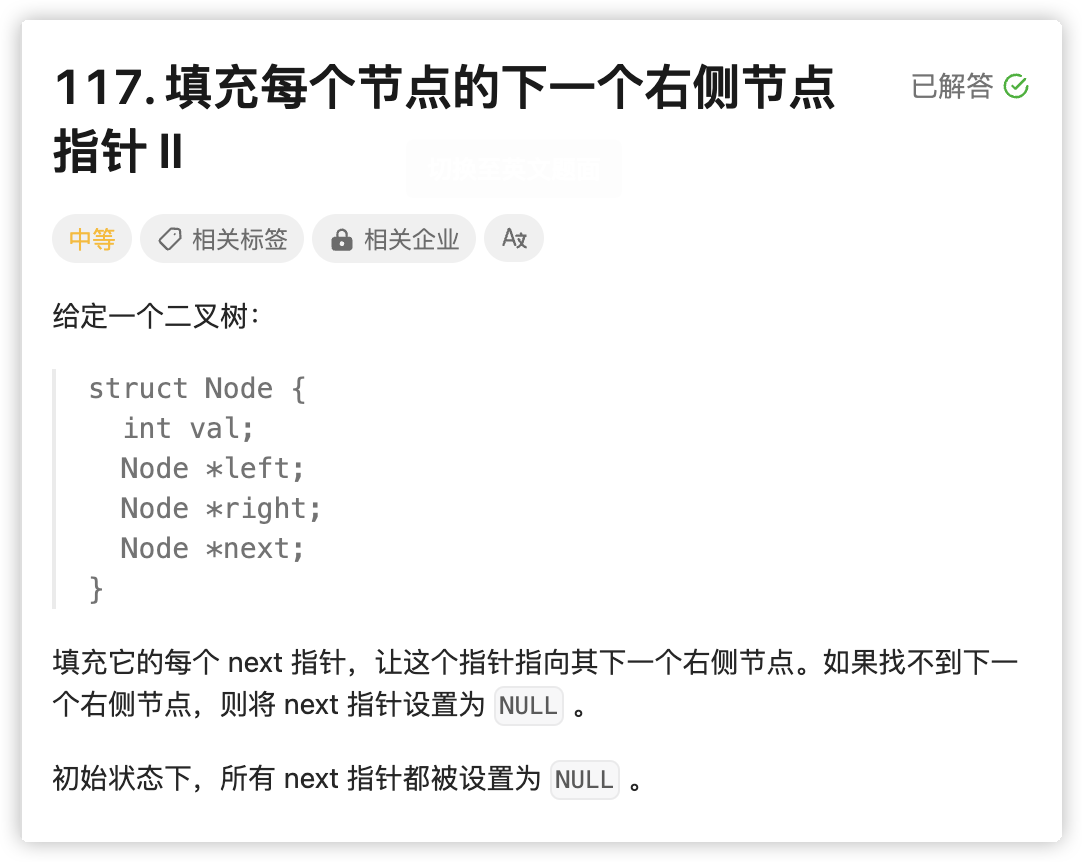 117. 填充每个节点的下一个右侧节点
指针 II
已解答
中等
相关标签
相关企业
给定一个二叉树：
struct Node {
  int val;
  Node *left;
  Node *right;
  Node *next;
}
填充它的每个 next 指针，让这个指针指向其下一个右侧节点。如果找不到下一
个右侧节点，则将 next 指针设置为 NULL 。
初始状态下，所有 next 指针都被设置为 NULL 。